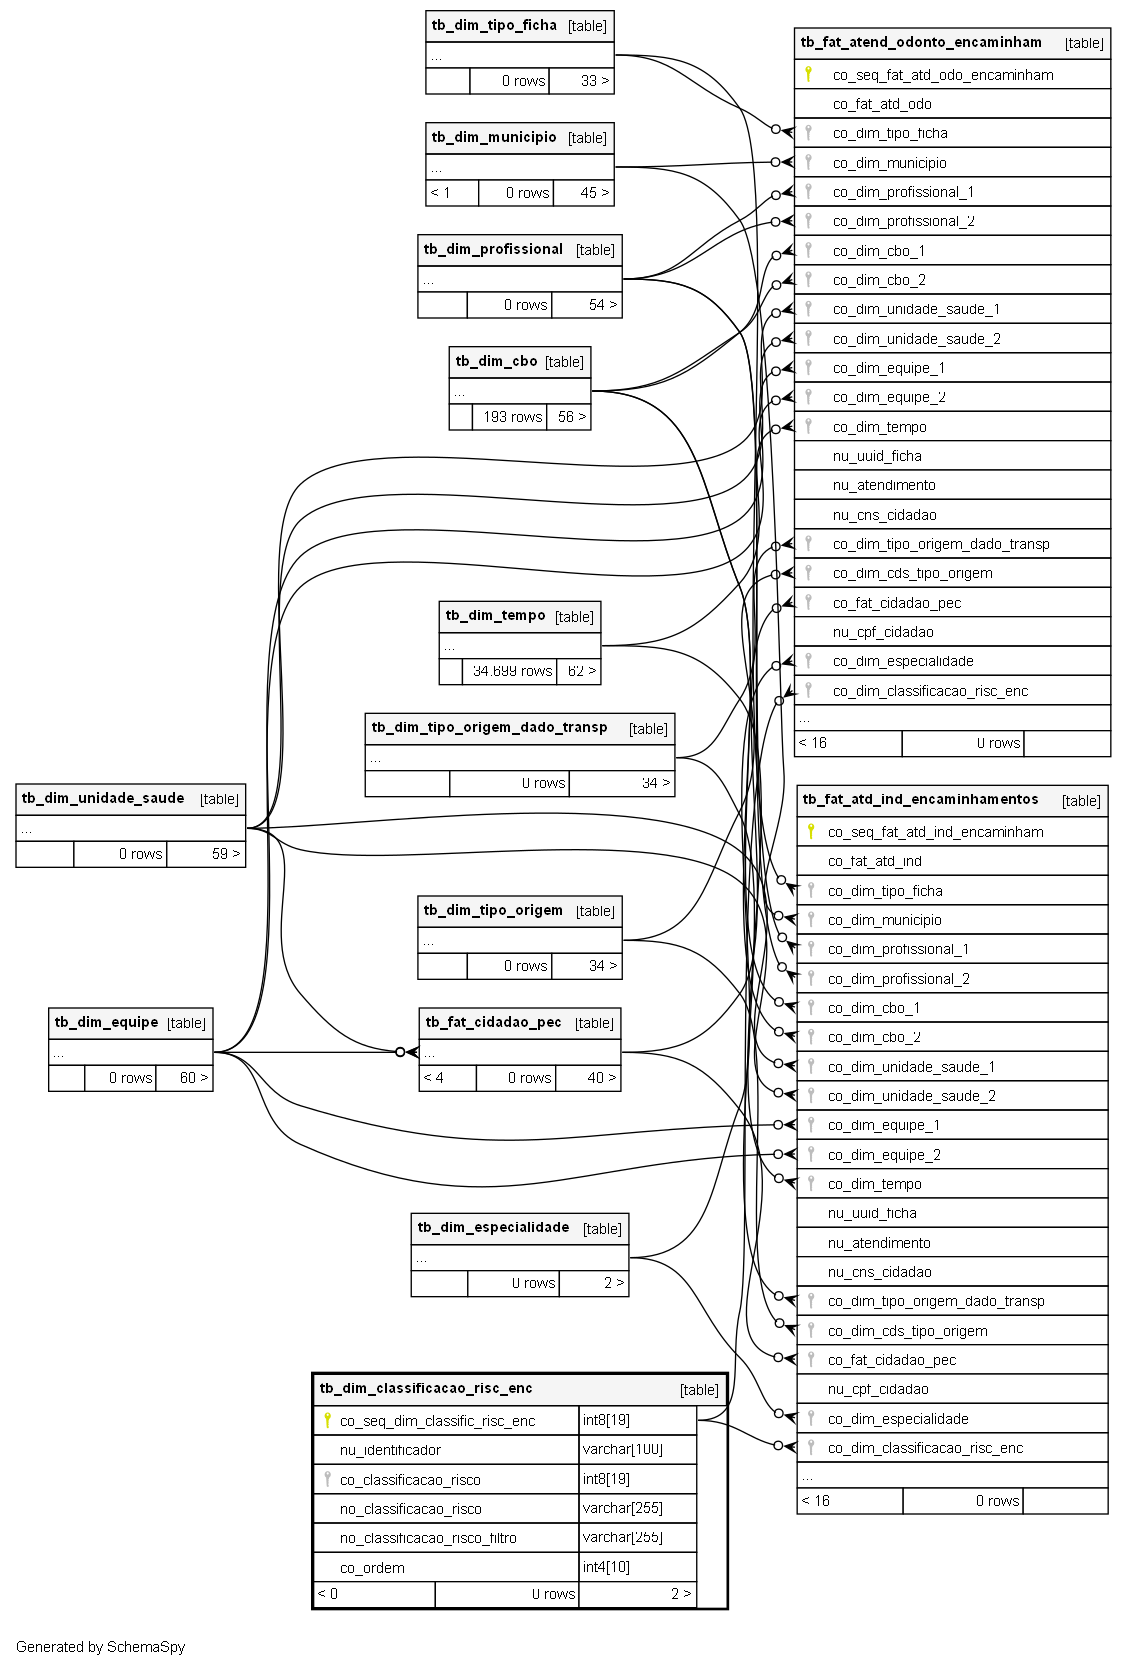 tb_dim_tipo_ficha [table]
...
0 rows 33 >
tb_dim_municipio [table]
...
< 1 0 rows 45 >
tb_dim_profissional [table]
...
0 rows 54 >
tb_dim_cbo [table]
...
193 rows 56 >
tb_dim_tempo [table]
...
34.699 rows 62 >
tb_dim_tipo_origem_dado_transp [table]
...
0 rows 34 >
tb_dim_unidade_saude [table]
...
0 rows 59 >
tb_dim_tipo_origem [table]
...
0 rows 34 >
tb_dim_equipe [table]
...
0 rows 60 >
tb_fat_cidadao_pec [table]
...
< 4 0 rows 40 >
tb_dim_especialidade [table]
...
0 rows 2 >
tb_dim_classificacao_risc_enc [table]
co_seq_dim_classific_risc_enc int8[19]
nu_identificador varchar[100]
co_classificacao_risco int8[19]
no_classificacao_risco varchar[255]
no_classificacao_risco_filtro varchar[255]
co_ordem int4[10]
< 0 0 rows 2 >
tb_fat_atend_odonto_encaminham [table]
co_seq_fat_atd_odo_encaminham
co_fat_atd_odo
co_dim_tipo_ficha
co_dim_municipio
co_dim_profissional_1
co_dim_profissional_2
co_dim_cbo_1
co_dim_cbo_2
co_dim_unidade_saude_1
co_dim_unidade_saude_2
co_dim_equipe_1
co_dim_equipe_2
co_dim_tempo
nu_uuid_ficha
nu_atendimento
nu_cns_cidadao
co_dim_tipo_origem_dado_transp
co_dim_cds_tipo_origem
co_fat_cidadao_pec
nu_cpf_cidadao
co_dim_especialidade
co_dim_classificacao_risc_enc
...
< 16 0 rows
tb_fat_atd_ind_encaminhamentos [table]
co_seq_fat_atd_ind_encaminham
co_fat_atd_ind
co_dim_tipo_ficha
co_dim_municipio
co_dim_profissional_1
co_dim_profissional_2
co_dim_cbo_1
co_dim_cbo_2
co_dim_unidade_saude_1
co_dim_unidade_saude_2
co_dim_equipe_1
co_dim_equipe_2
co_dim_tempo
nu_uuid_ficha
nu_atendimento
nu_cns_cidadao
co_dim_tipo_origem_dado_transp
co_dim_cds_tipo_origem
co_fat_cidadao_pec
nu_cpf_cidadao
co_dim_especialidade
co_dim_classificacao_risc_enc
...
< 16 0 rows
Generated by SchemaSpy